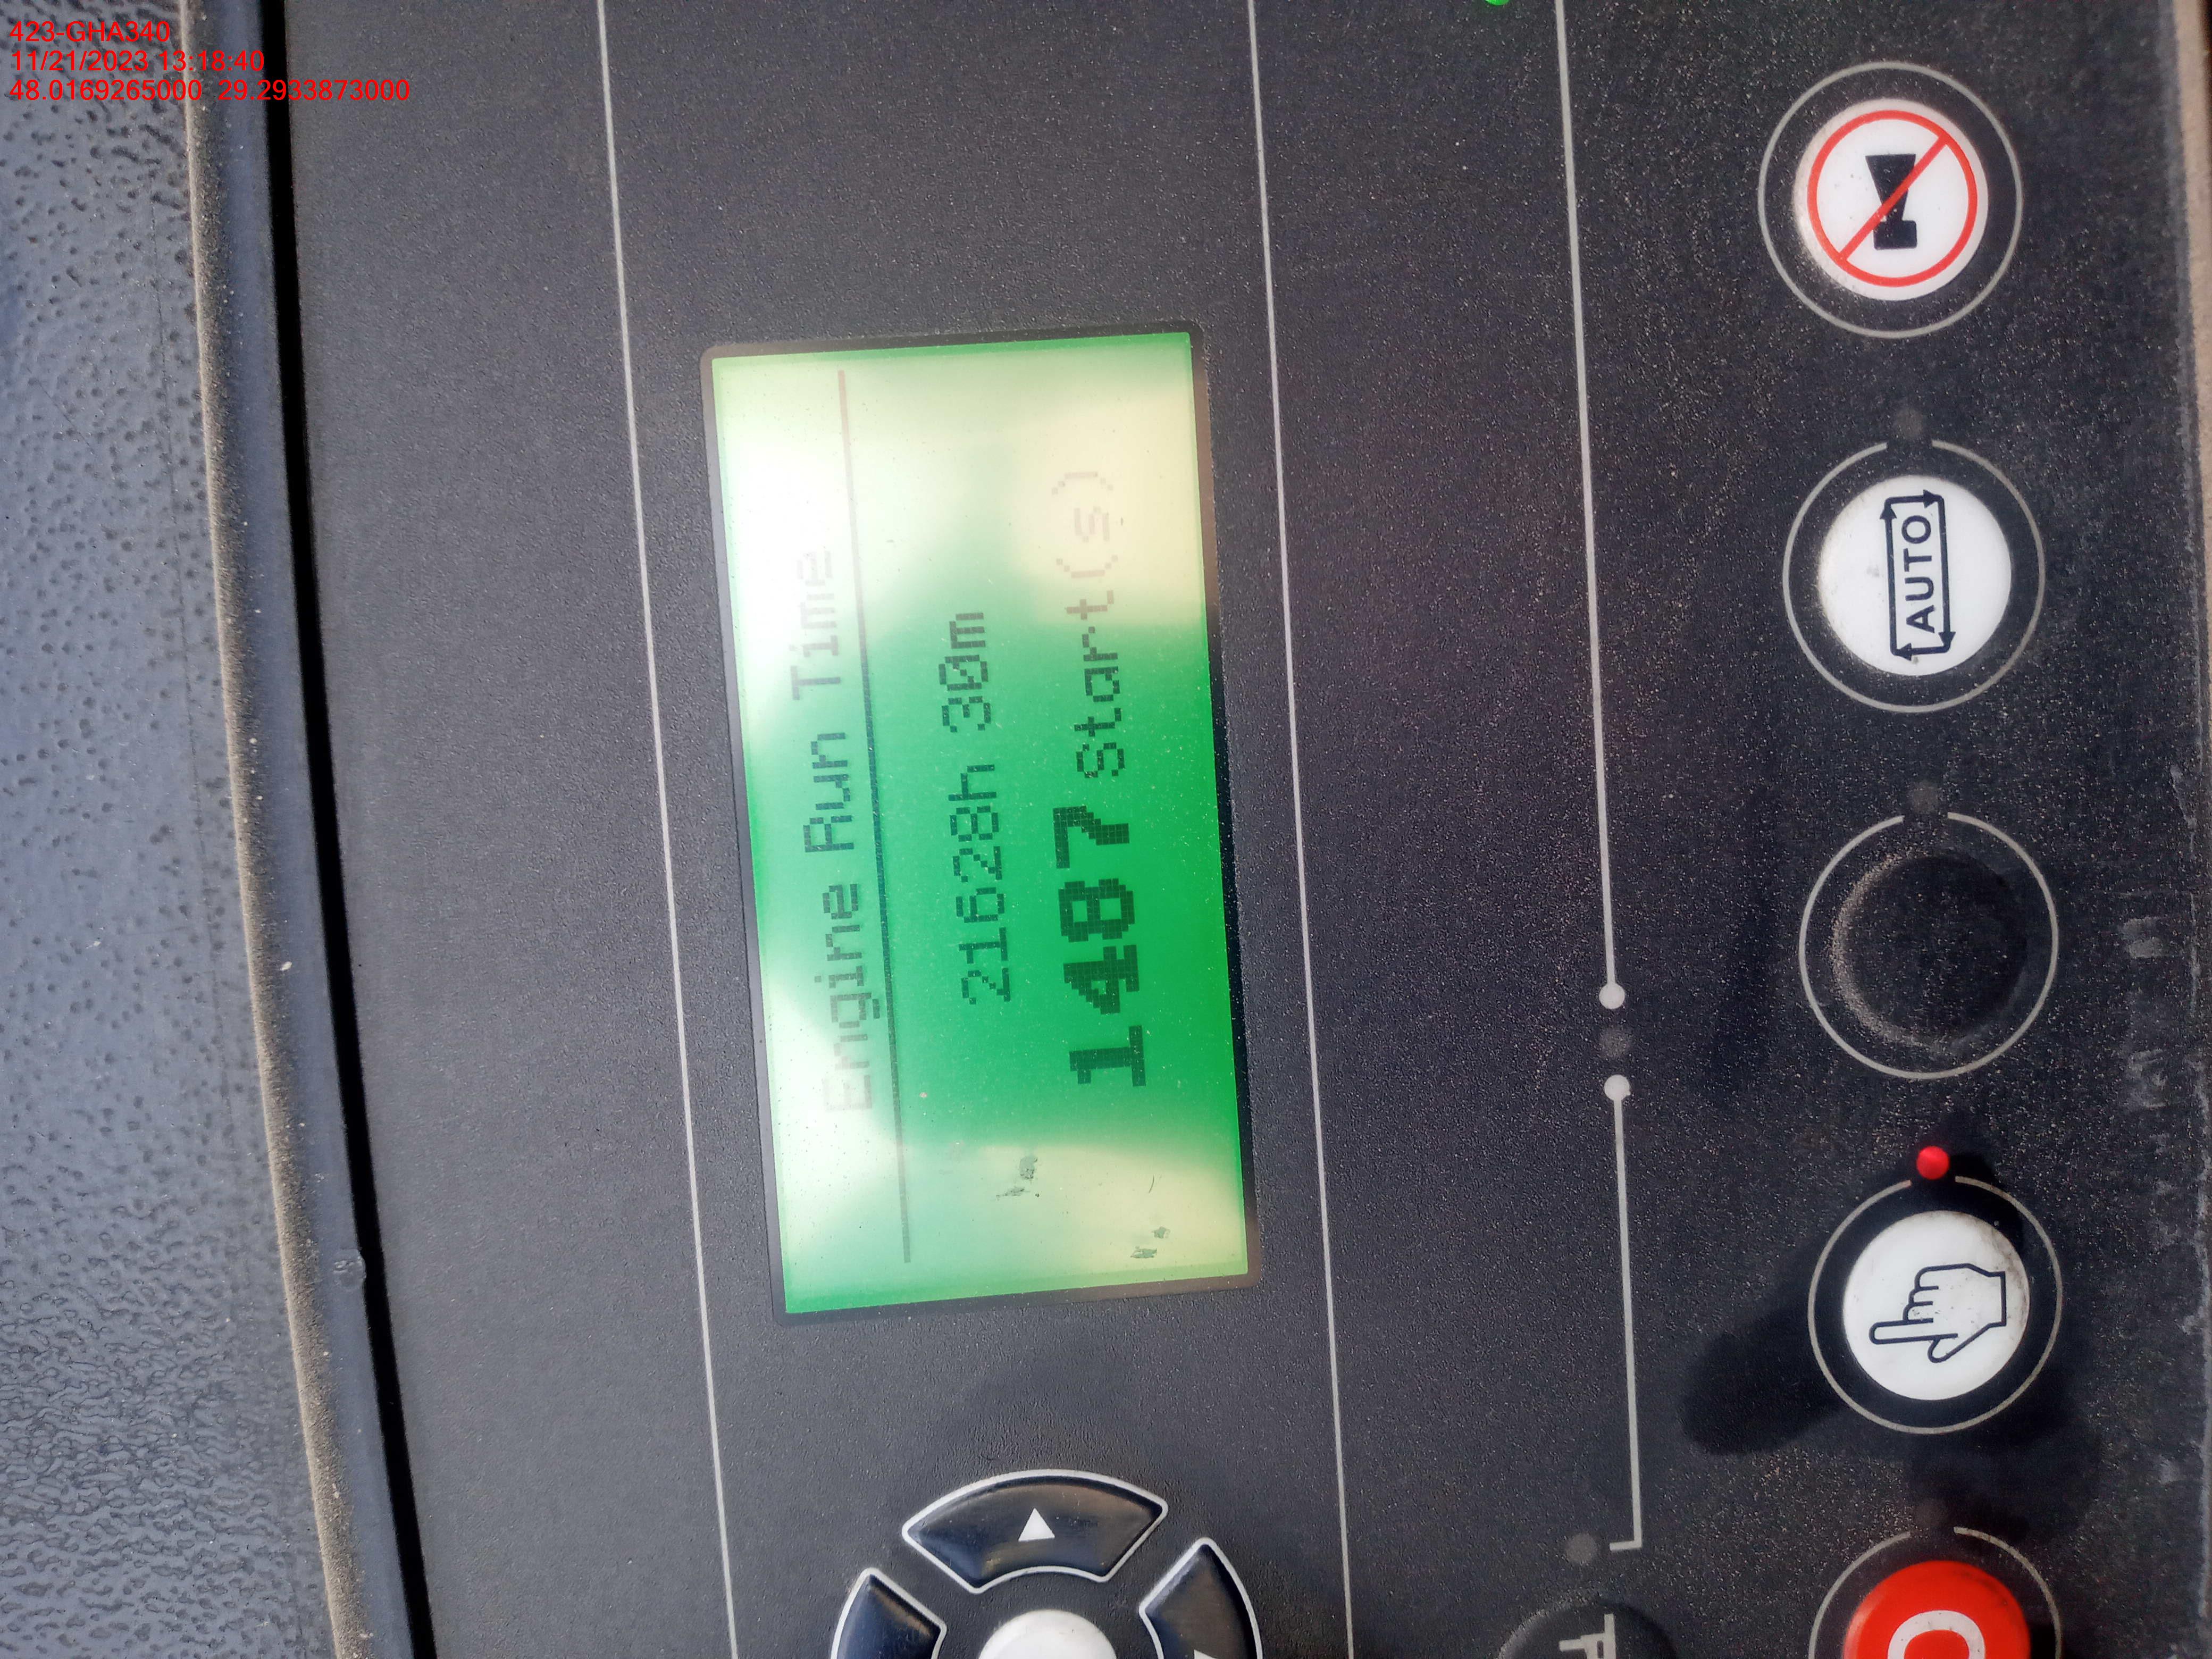 423-GHA340
11/21/2023 13:18:40
48.0169265000 29.2933873000
Engine Run Time
21628h 30m
1487 Start(s)
AUTO